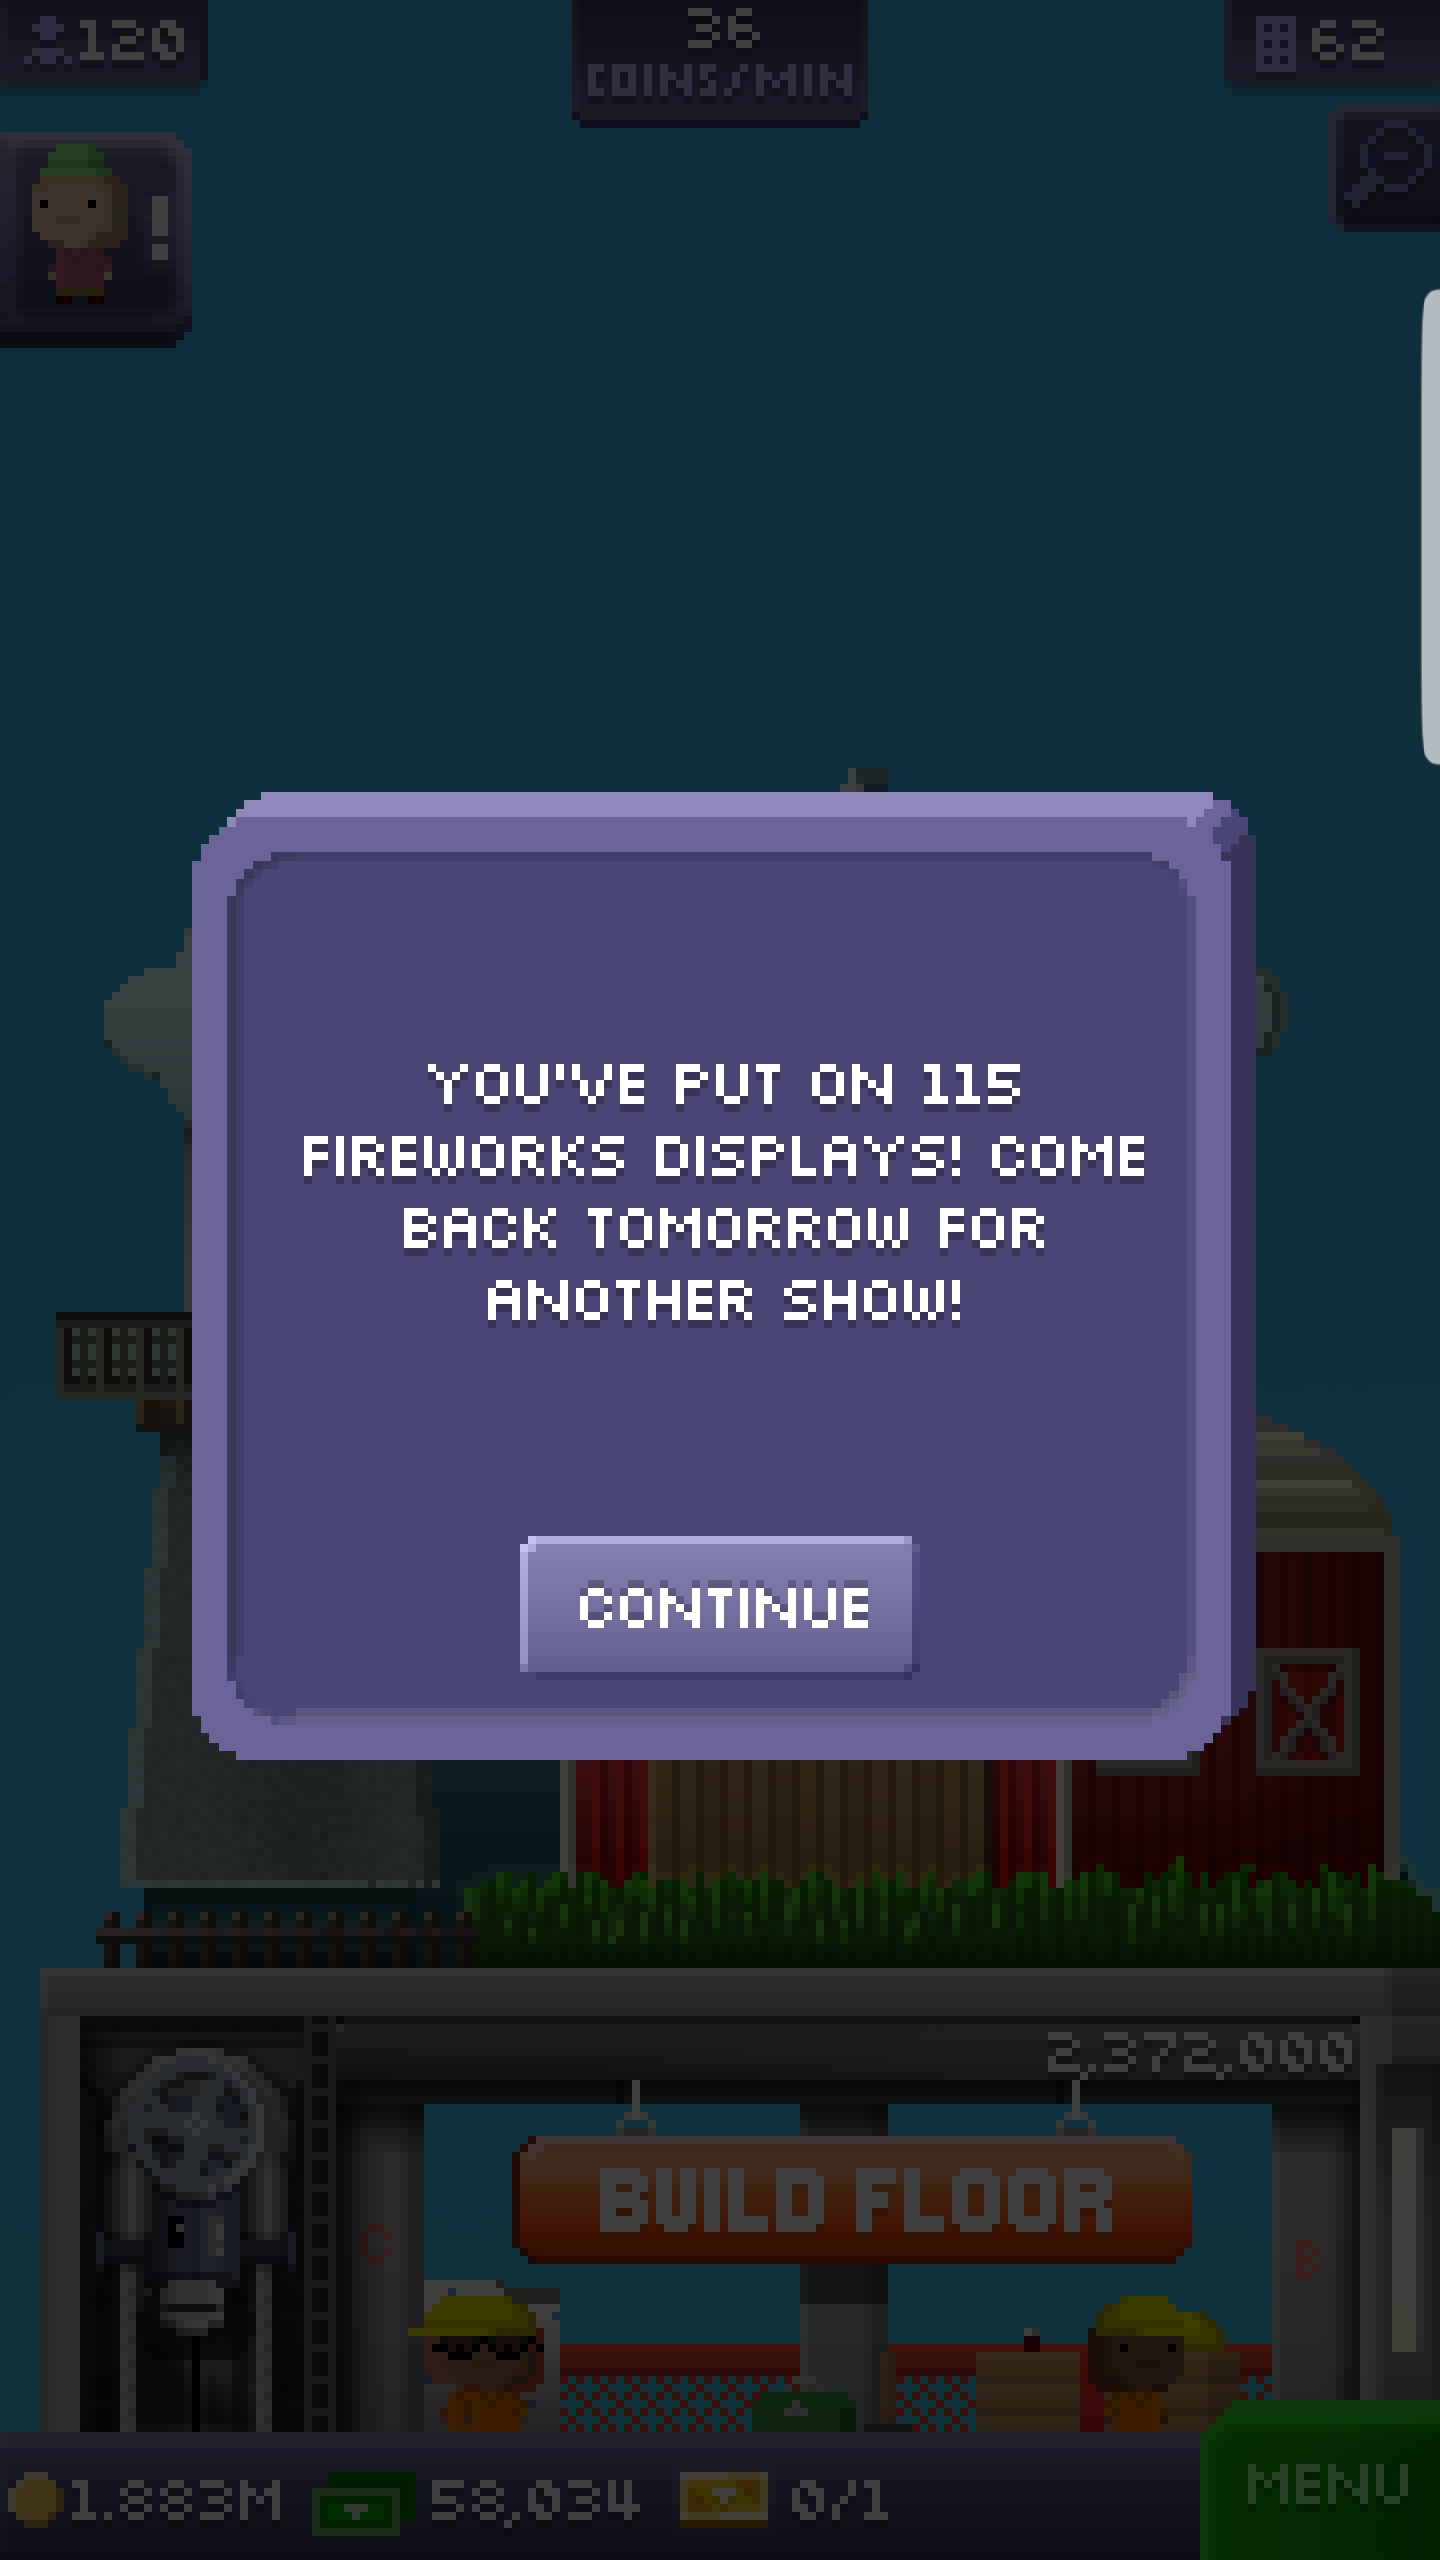 120
36
COINS/MIN
62
!
YOU'VE PUT ON 115
FIREWORKS DISPLAYS! COME
BACK TOMORROW FOR
ANOTHER SHOW!
CONTINUE
2,372,000
BUILD FLOOR
C
B
1.883M
58,034
0/1
MENU